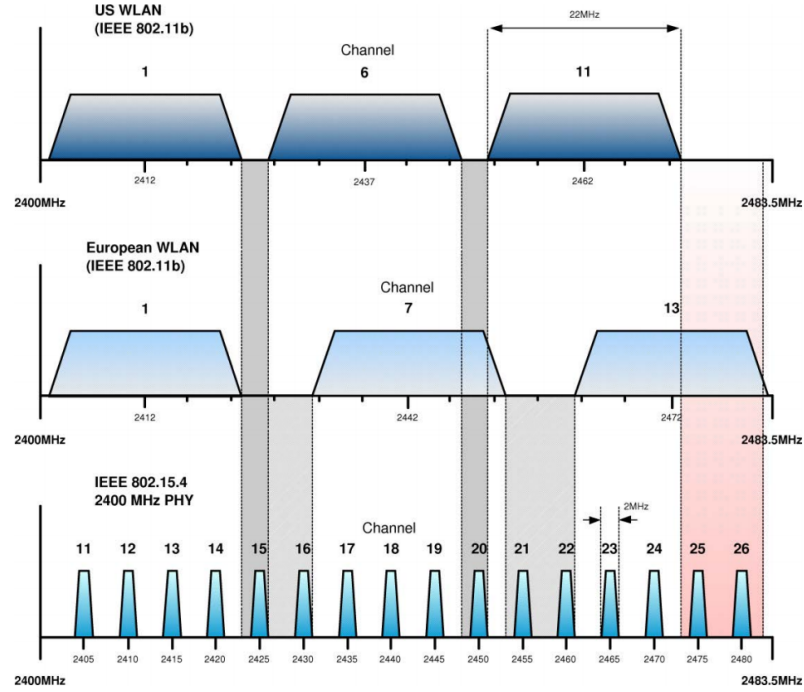 US WLAN
(IEEE 802.11b)
22MHz
Channel
1 6 11
2412 2437 2462
2400MHz 2483.5MHz
European WLAN
(IEEE 802.11b)
Channel
1 7 13
2412 2442 2472
2400MHz 2483.5MHz
IEEE 802.15.4
2400 MHz PHY
2MHz
Channel
11 12 13 14 15 16 17 18 19 20 21 22 23 24 25 26
2405 2410 2415 2420 2425 2430 2435 2440 2445 2450 2455 2460 2465 2470 2475 2480
2400MHz 2483.5MHz